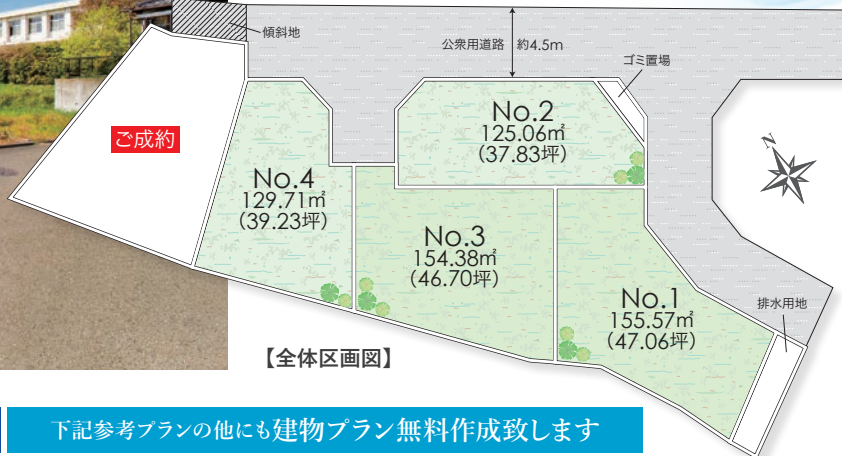 傾斜地
公衆用道路 約4.5m
ゴミ置場
ご成約
No.2
125.06㎡
(37.83坪)
N
No.4
129.71㎡
(39.23坪)
No.3
154.38㎡
(46.70坪)
No.1
155.57㎡
(47.06坪)
排水用地
【全体区画図】
下記参考プランの他にも建物プラン無料作成致します